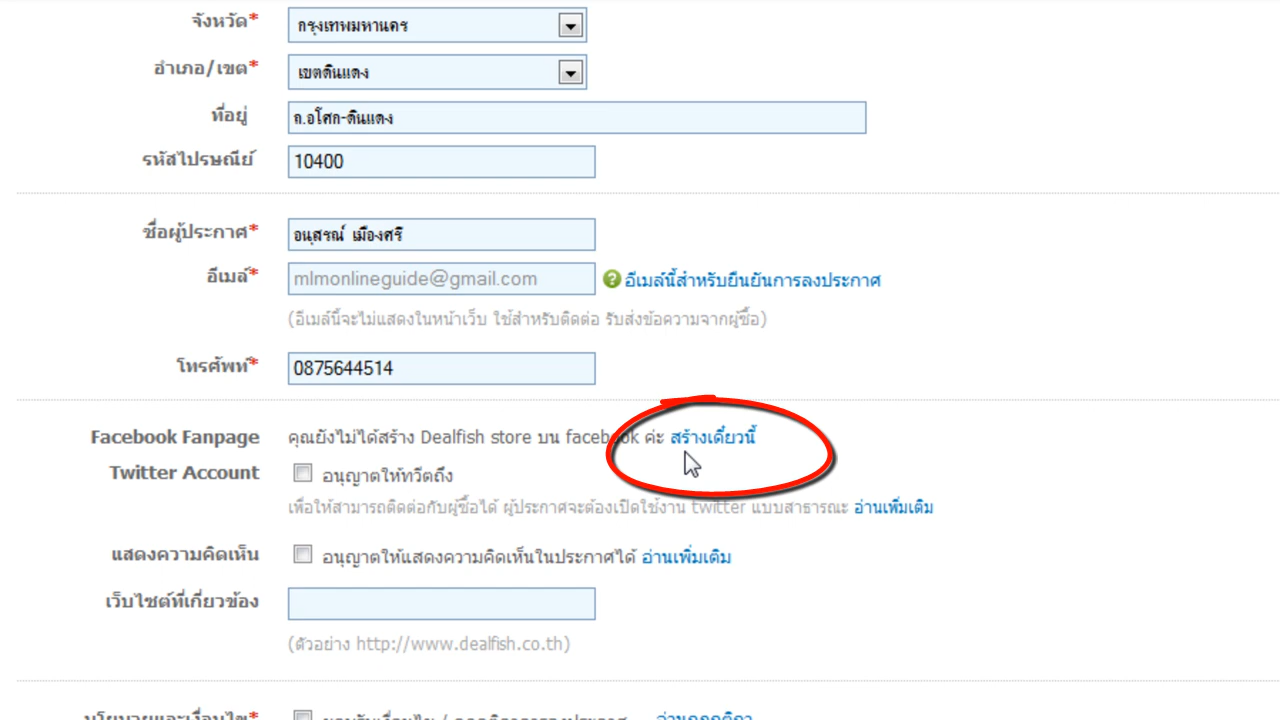 จังหวัด* กรุงเทพมหานคร
อำเภอ/เขต* เขตดินแดง
ที่อยู่ ถ.อโศก-ดินแดง
รหัสไปรษณีย์ 10400
ชื่อผู้ประกาศ* อนุสรณ์ เมืองศรี
อีเมล์* mlmonlineguide@gmail.com ? อีเมล์นี้สำหรับยืนยันการลงประกาศ
(อีเมล์นี้จะไม่แสดงในหน้าเว็บ ใช้สำหรับติดต่อ รับส่งข้อความจากผู้ซื้อ)
โทรศัพท์* 0875644514
Facebook Fanpage คุณยังไม่ได้สร้าง Dealfish store บน facebook ค่ะ สร้างเดี๋ยวนี้
Twitter Account อนุญาตให้ทวีตถึง
เพื่อให้สามารถติดต่อกับผู้ซื้อได้ ผู้ประกาศจะต้องเปิดใช้งาน twitter แบบสาธารณะ อ่านเพิ่มเติม
แสดงความคิดเห็น อนุญาตให้แสดงความคิดเห็นในประกาศได้ อ่านเพิ่มเติม
เว็บไซต์ที่เกี่ยวข้อง
(ตัวอย่าง http://www.dealfish.co.th)
นโยบายและเงื่อนไข*